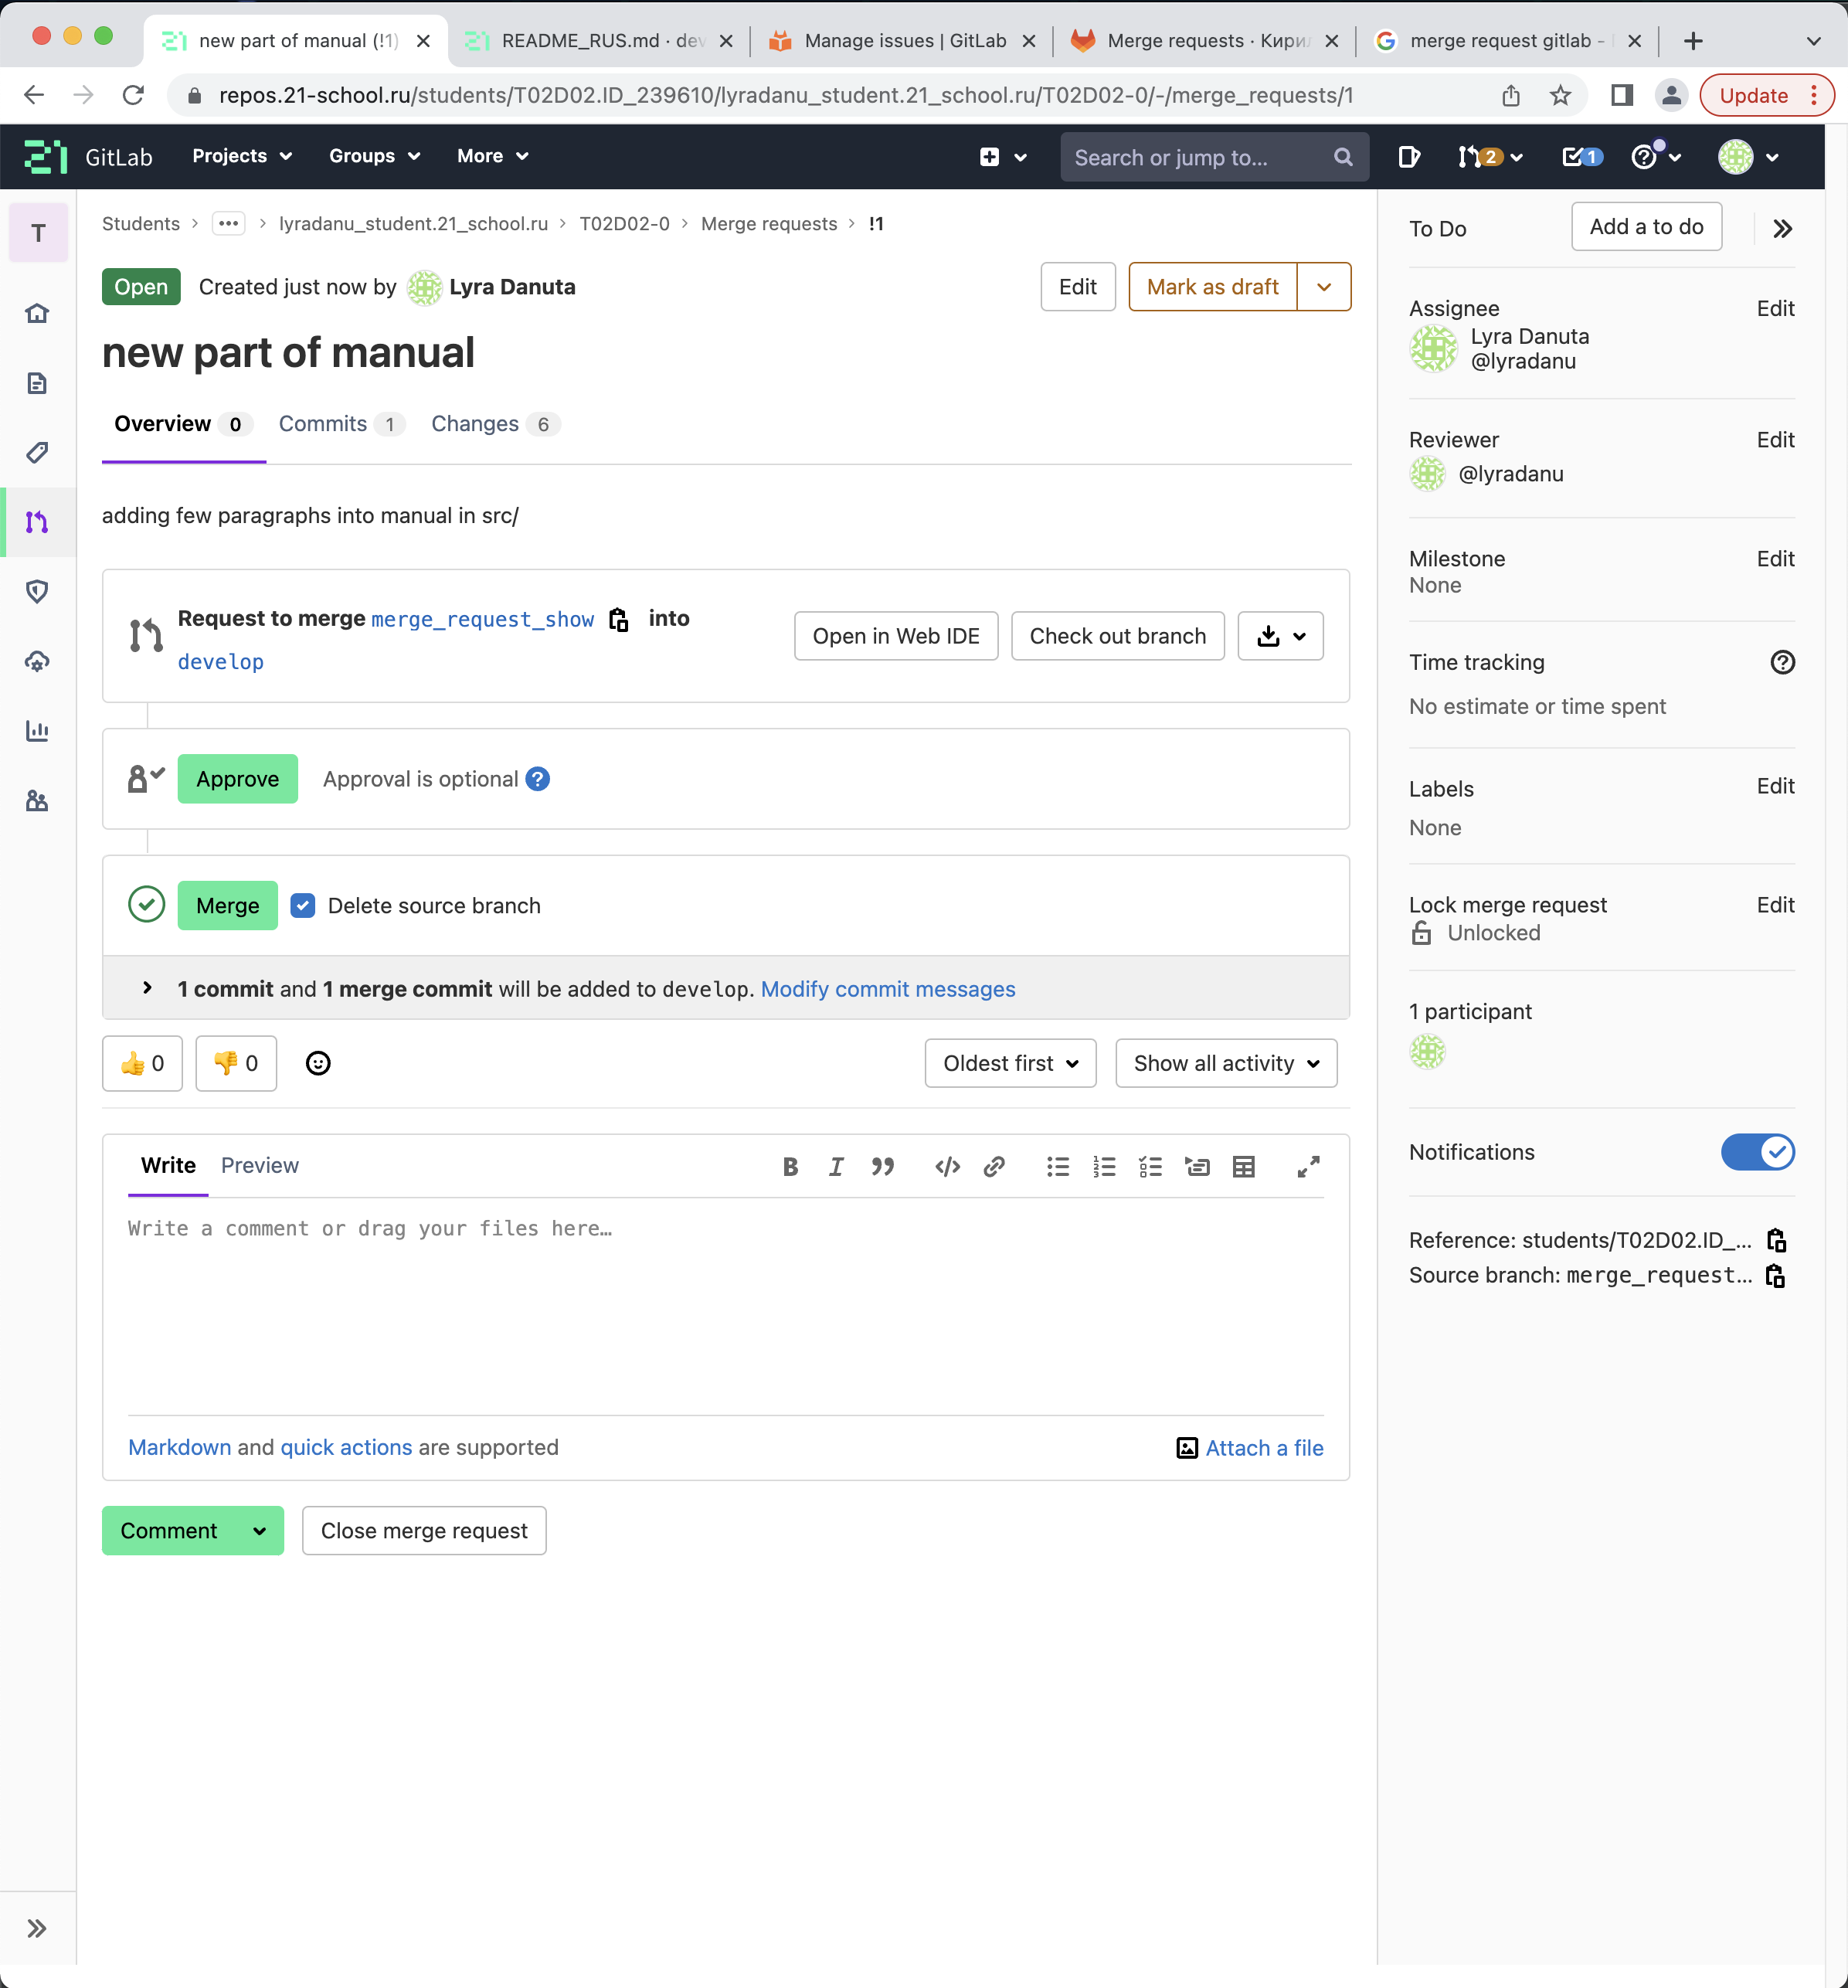 new part of manual (!1)
README_RUS.md · dev
Manage issues | GitLab
Merge requests · Кирил
merge request gitlab -
repos.21-school.ru/students/T02D02.ID_239610/lyradanu_student.21_school.ru/T02D02-0/-/merge_requests/1
Update
21 GitLab Projects Groups More
Search or jump to...
2
1
T
Students > ••• > lyradanu_student.21_school.ru > T02D02-0 > Merge requests > !1
Open Created just now by Lyra Danuta
Edit Mark as draft
new part of manual
Overview 0 Commits 1 Changes 6
adding few paragraphs into manual in src/
Request to merge merge_request_show into
develop
Open in Web IDE Check out branch
Approve Approval is optional ?
Merge Delete source branch
1 commit and 1 merge commit will be added to develop. Modify commit messages
👍 0 👎 0
Oldest first Show all activity
Write Preview
Write a comment or drag your files here…
Markdown and quick actions are supported
Attach a file
Comment Close merge request
To Do Add a to do
Assignee Edit
Lyra Danuta
@lyradanu
Reviewer Edit
@lyradanu
Milestone Edit
None
Time tracking
No estimate or time spent
Labels Edit
None
Lock merge request Edit
Unlocked
1 participant
Notifications
Reference: students/T02D02.ID_...
Source branch: merge_request...